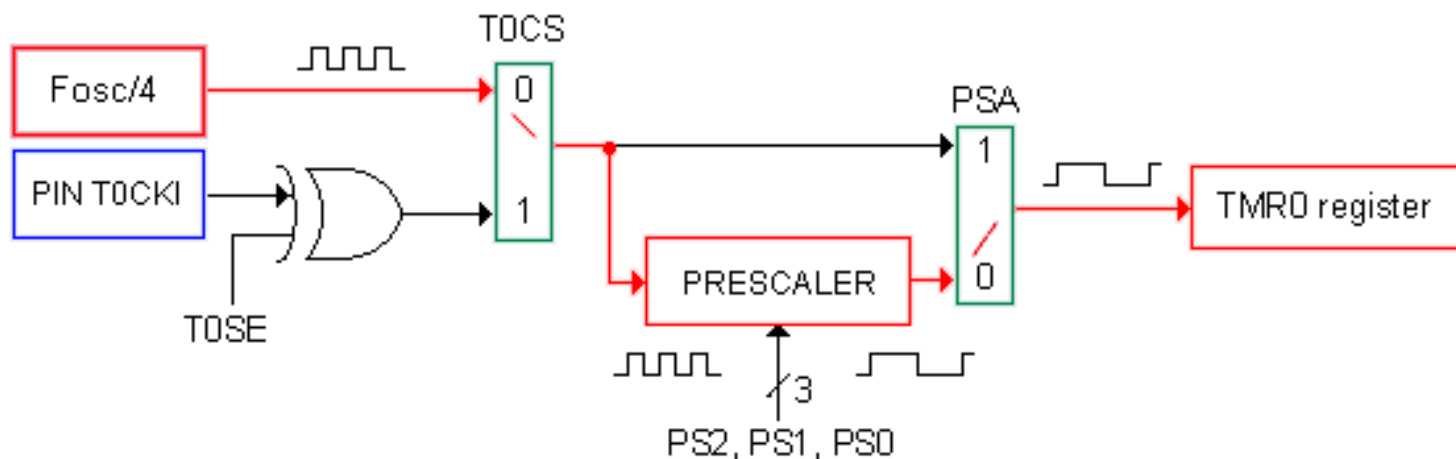 T0CS
Fosc/4
0
PSA
1
PIN T0CKI
1
TMR0 register
PRESCALER
0
T0SE
3
PS2, PS1, PS0